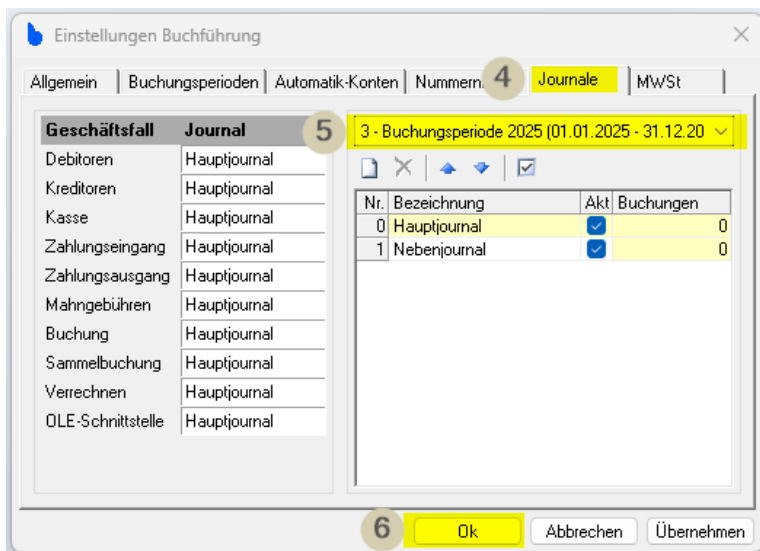 Einstellungen Buchführung
Allgemein Buchungsperioden Automatik-Konten Nummern 4 Journale MWSt
Geschäftsfall Journal 5 3 - Buchungsperiode 2025 (01.01.2025 - 31.12.20
Debitoren Hauptjournal
Kreditoren Hauptjournal
Kasse Hauptjournal
Zahlungseingang Hauptjournal
Zahlungsausgang Hauptjournal
Mahngebühren Hauptjournal
Buchung Hauptjournal
Sammelbuchung Hauptjournal
Verrechnen Hauptjournal
OLE-Schnittstelle Hauptjournal
Nr. Bezeichnung Akt Buchungen
0 Hauptjournal 0
1 Nebenjournal 0
6 Ok Abbrechen Übernehmen